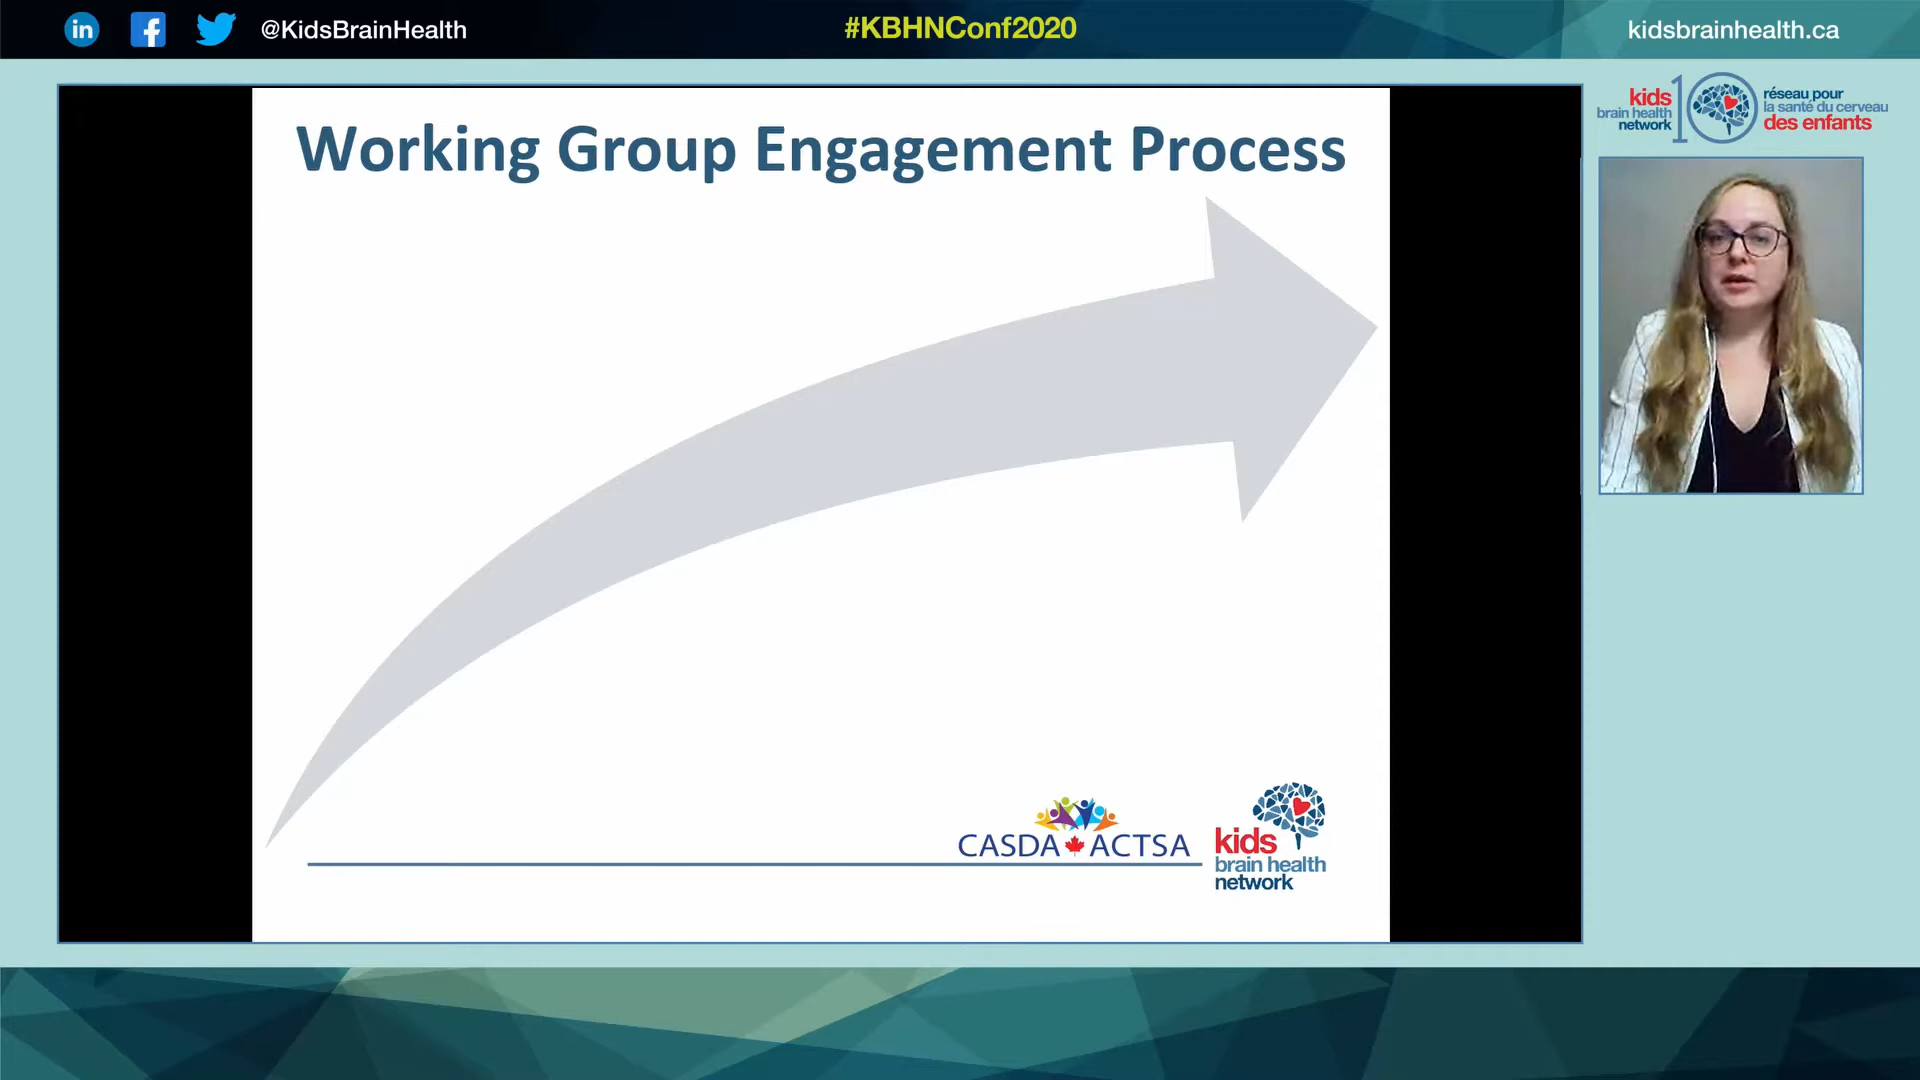 @KidsBrainHealth
#KBHNConf2020
kidsbrainhealth.ca
kids
brain health
network
10
réseau pour
la santé du cerveau
des enfants
Working Group Engagement Process
CASDA ACTSA
kids
brain health
network